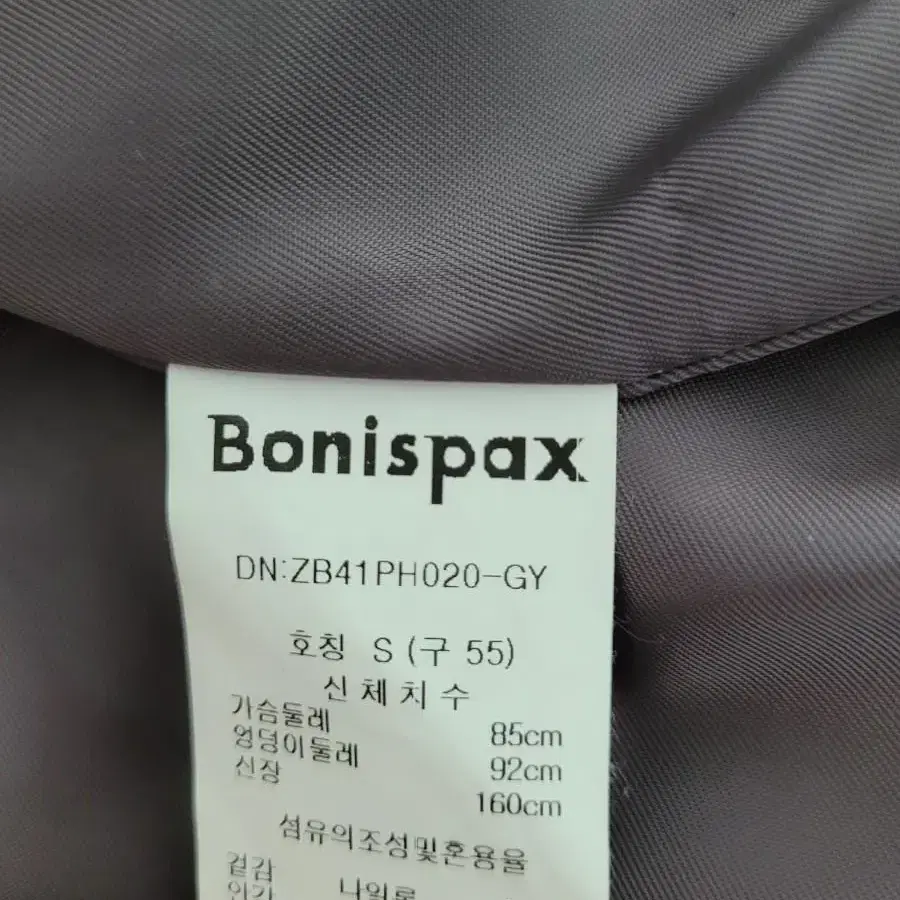 Bonispax
DN:ZB41PH020-GY
호칭 S (구 55)
신체치수
가슴둘레 85cm
엉덩이둘레 92cm
신장 160cm
섬유의조성및혼용율
겉감 나일론
안감